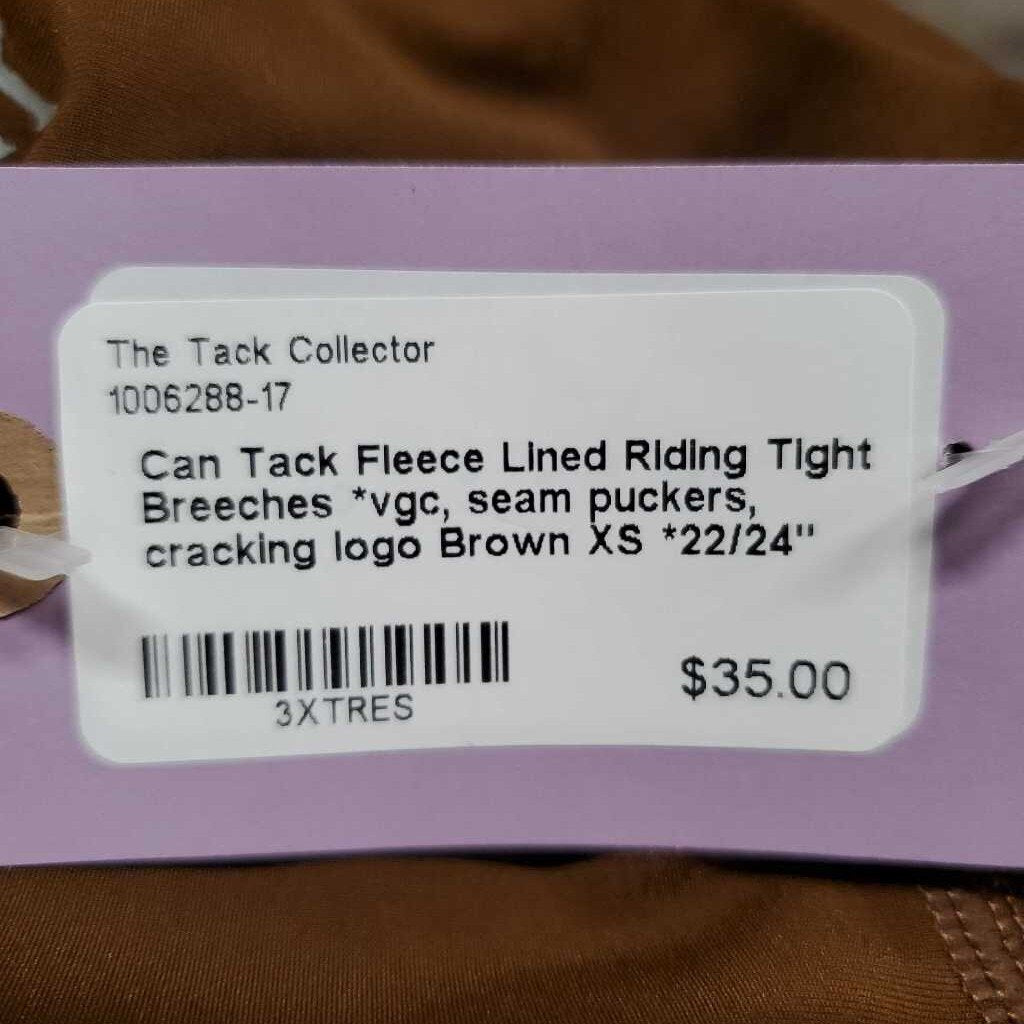 The Tack Collector
1006288-17
Can Tack Fleece Lined Riding Tight
Breeches *vgc, seam puckers,
cracking logo Brown XS *22/24"
3XTRES
$35.00